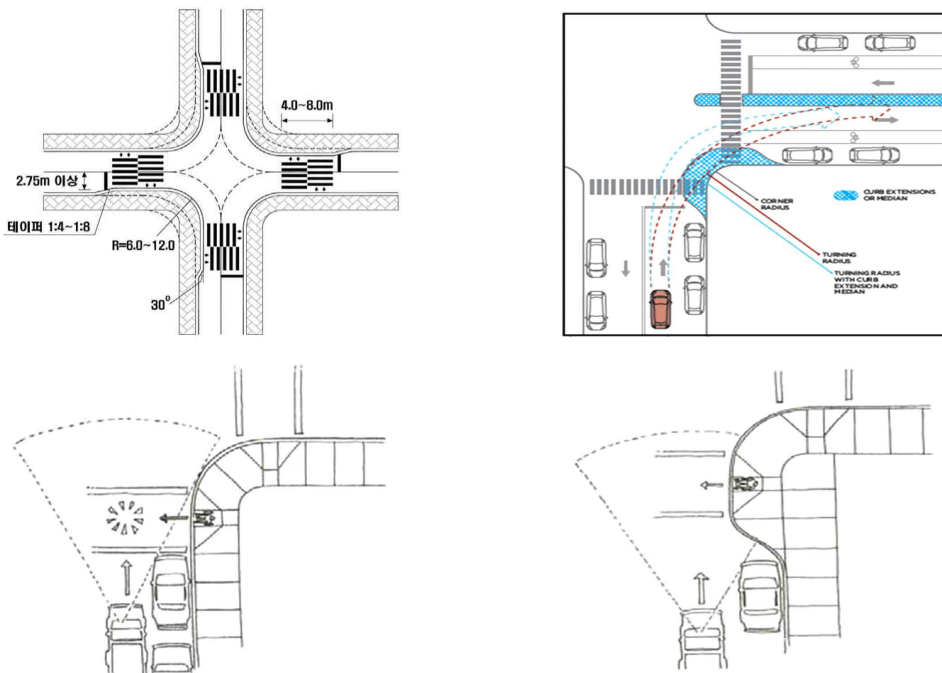 4.0~8.0m
2.75m 이상
테이퍼 1:4~1:8
R=6.0~12.0
30°
CORNER
RADIUS
CURB EXTENSIONS
OR MEDIAN
TURNING
RADIUS
TURNING RADIUS
WITH CURB
EXTENSION AND
MEDIAN